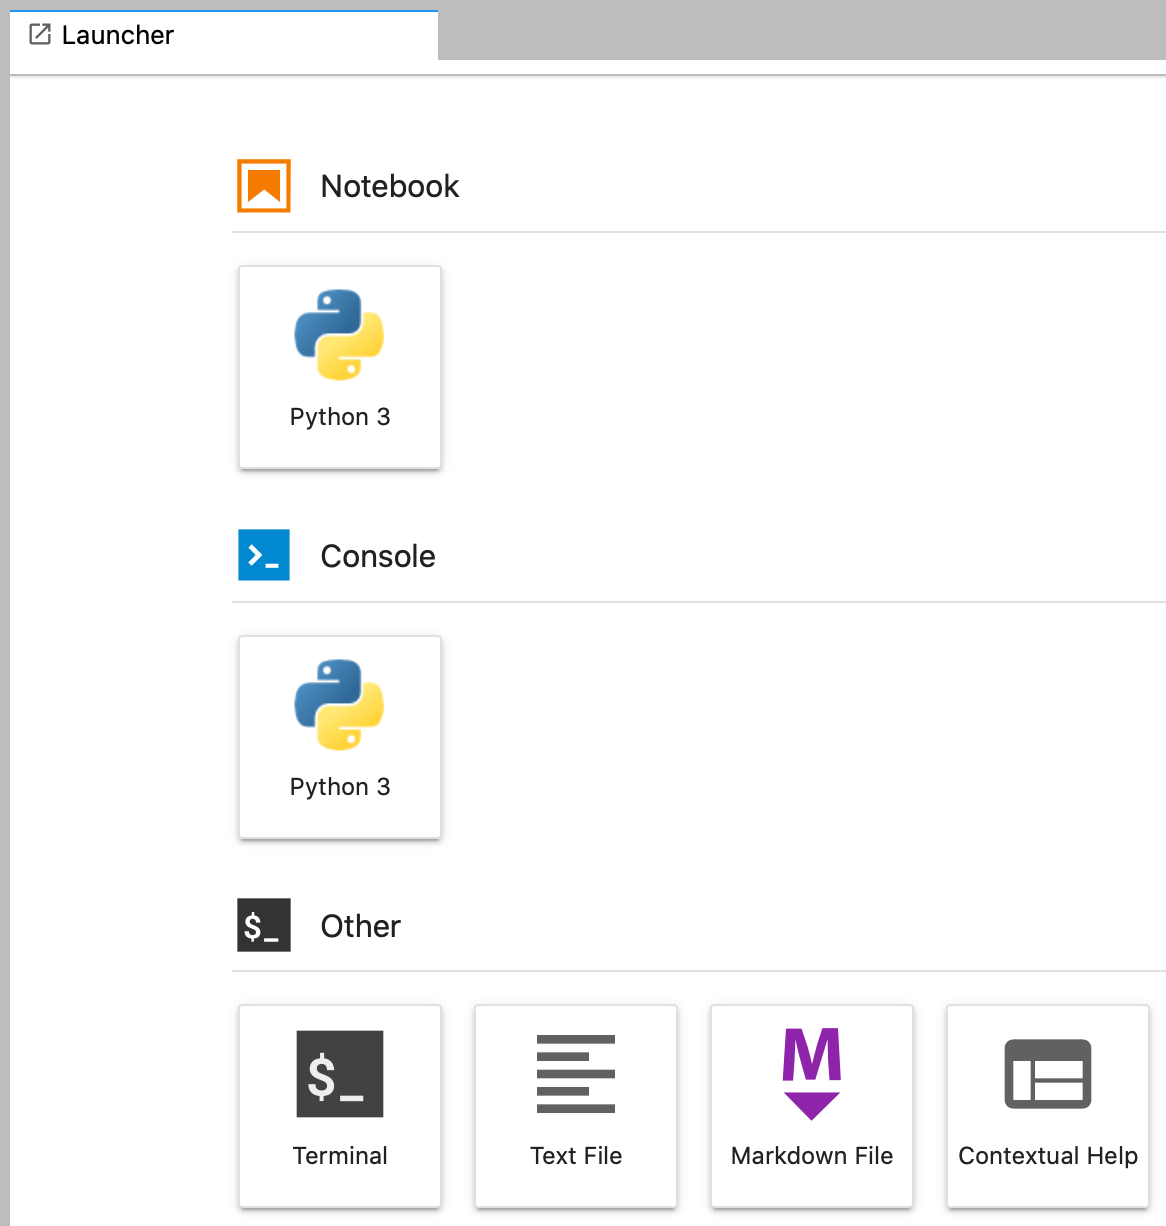 Launcher
Notebook
Python 3
Console
Python 3
$_ Other
$_
M
Terminal
Text File
Markdown File
Contextual Help